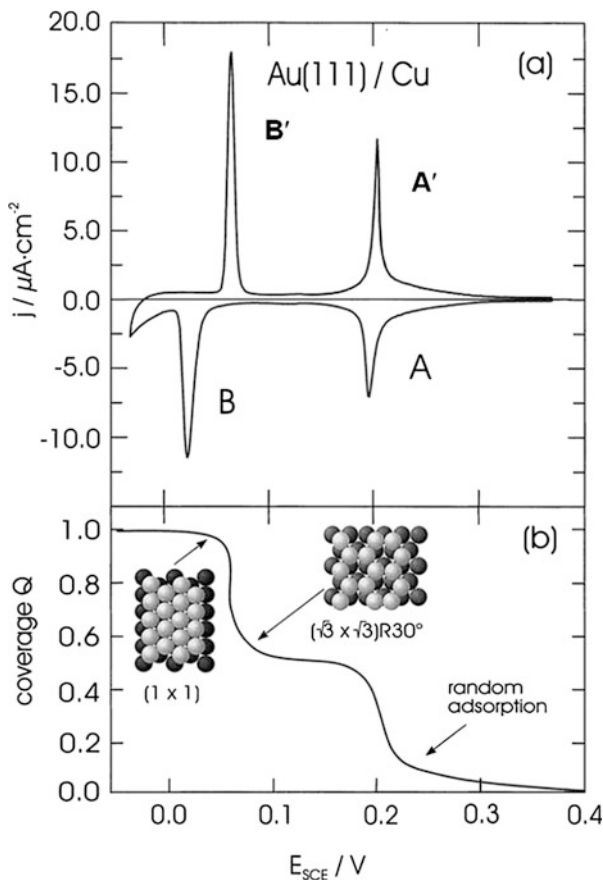 20.0
Au(111) / Cu
(a)
B′
15.0
A′
10.0
5.0
0.0
-5.0
-10.0
j / μA·cm⁻²
A
B
1.0
(b)
0.8
0.6
0.4
0.2
0.0
coverage Q
(√3 x √3)R30°
(1 x 1)
random
adsorption
0.0 0.1 0.2 0.3 0.4
E_SCE / V